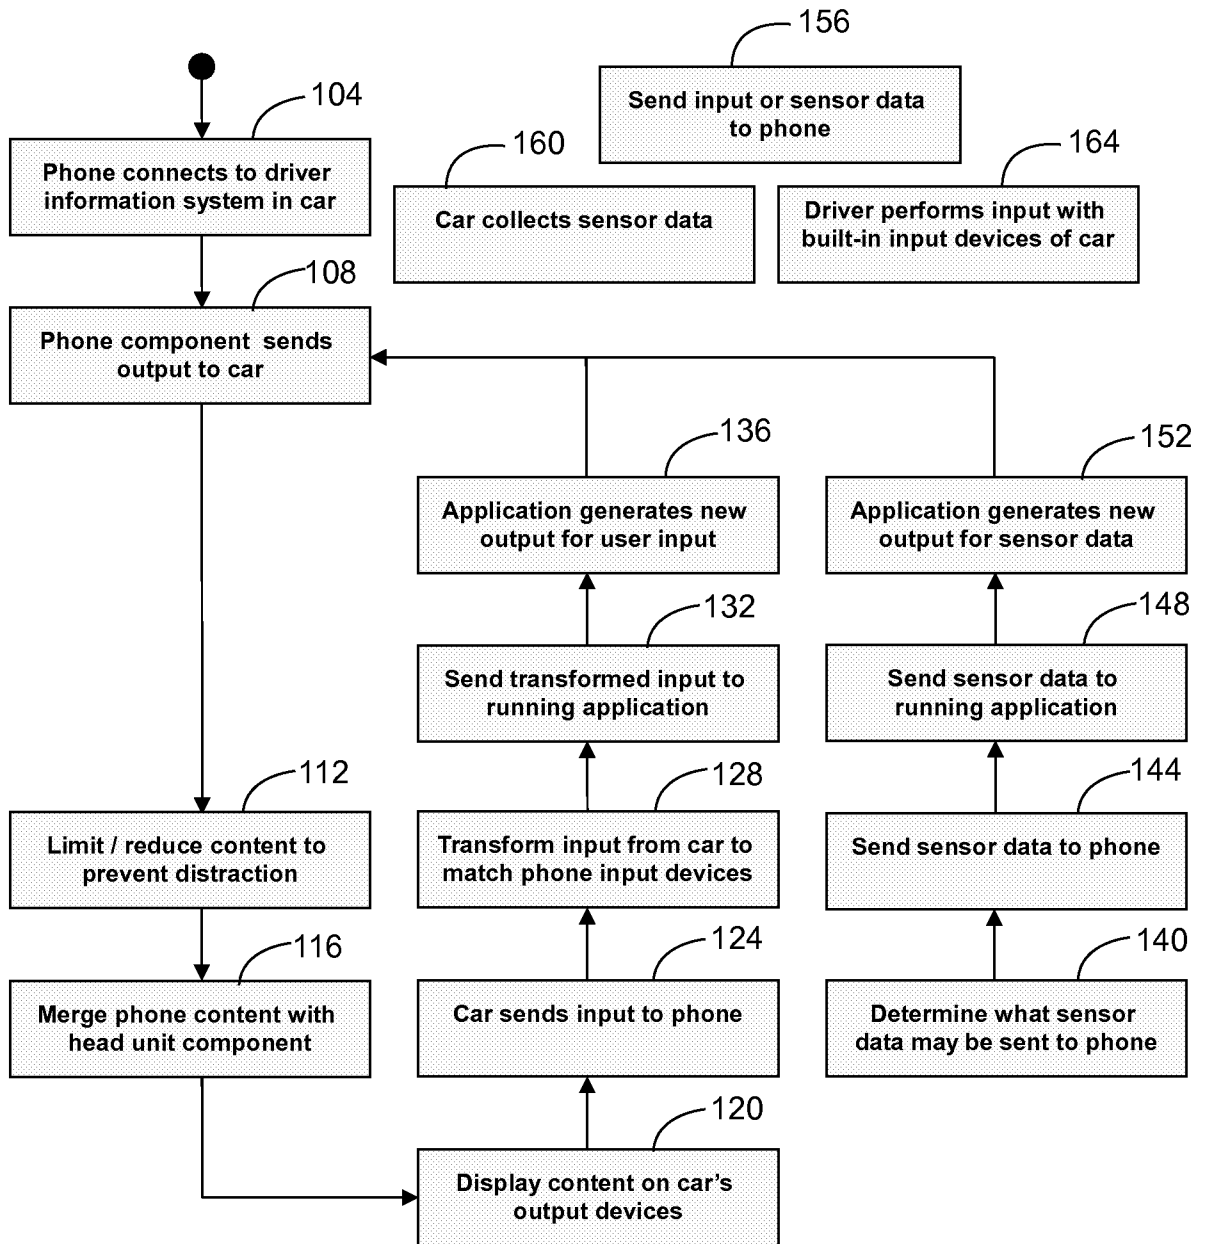 156
Send input or sensor data
to phone
104
Phone connects to driver
information system in car
160
Car collects sensor data
164
Driver performs input with
built-in input devices of car
108
Phone component sends
output to car
136
Application generates new
output for user input
152
Application generates new
output for sensor data
132
Send transformed input to
running application
148
Send sensor data to
running application
112
Limit / reduce content to
prevent distraction
128
Transform input from car to
match phone input devices
144
Send sensor data to phone
116
Merge phone content with
head unit component
124
Car sends input to phone
140
Determine what sensor
data may be sent to phone
120
Display content on car's
output devices